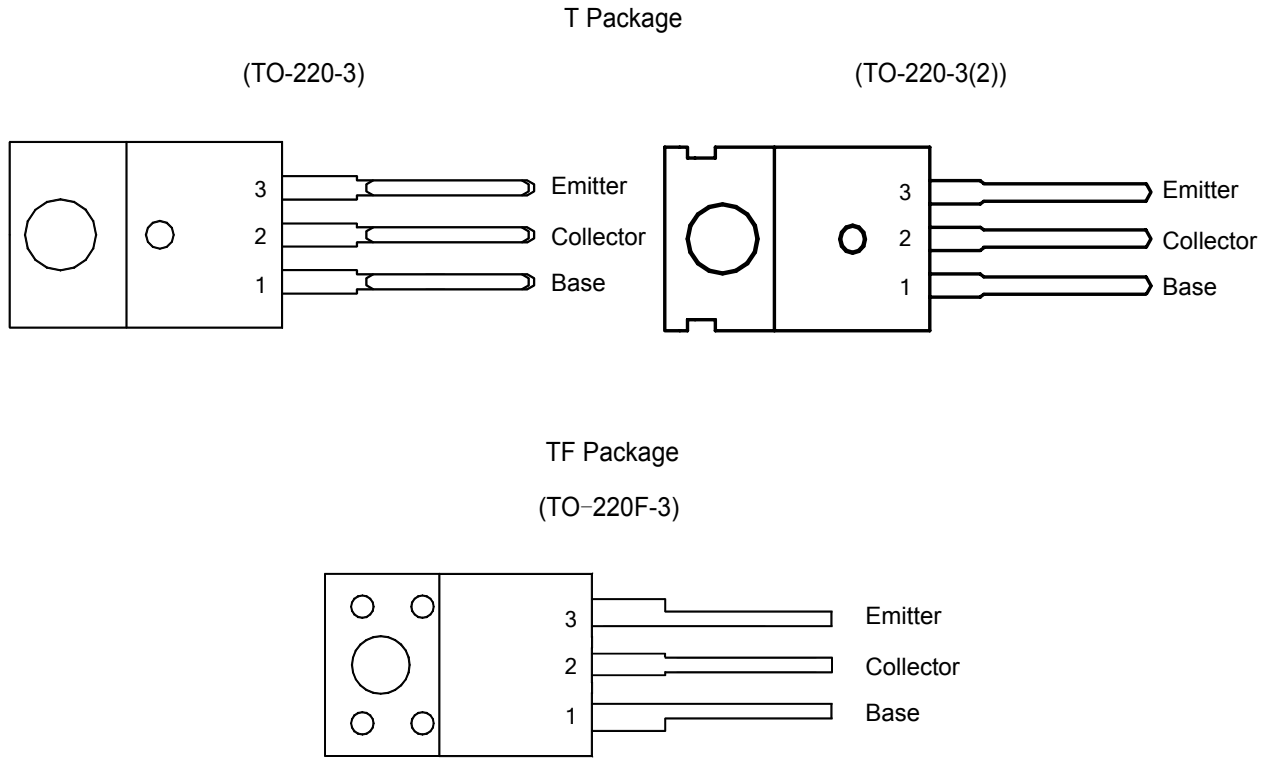 T Package
(TO-220-3)
(TO-220-3(2))
3 Emitter
2 Collector
1 Base
3 Emitter
2 Collector
1 Base
TF Package
(TO-220F-3)
3 Emitter
2 Collector
1 Base